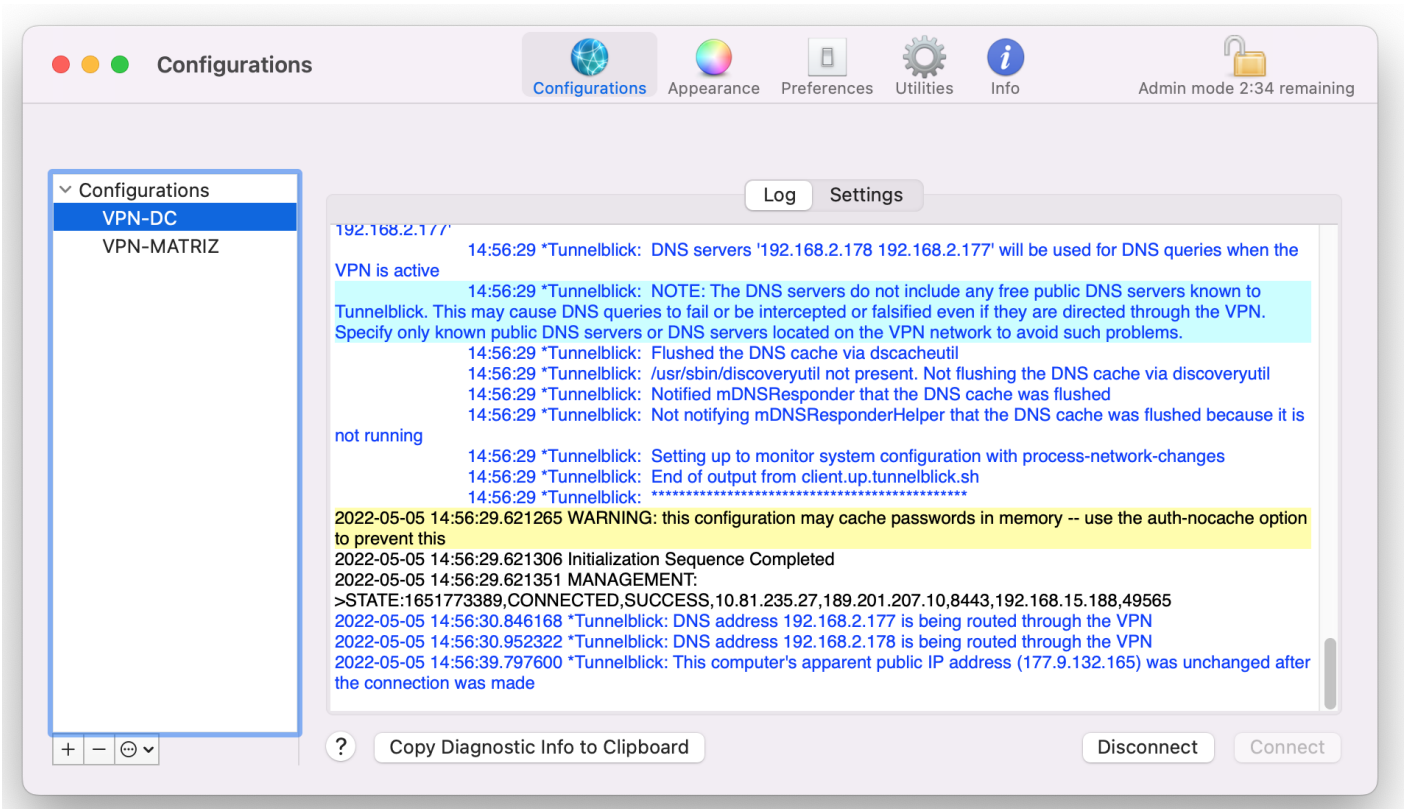 Configurations
Configurations
Appearance
Preferences
Utilities
Info
Admin mode 2:34 remaining
Configurations
VPN-DC
VPN-MATRIZ
Log
Settings
192.168.2.177'
14:56:29 *Tunnelblick:  DNS servers '192.168.2.178 192.168.2.177' will be used for DNS queries when the
VPN is active
14:56:29 *Tunnelblick:  NOTE: The DNS servers do not include any free public DNS servers known to
Tunnelblick. This may cause DNS queries to fail or be intercepted or falsified even if they are directed through the VPN.
Specify only known public DNS servers or DNS servers located on the VPN network to avoid such problems.
14:56:29 *Tunnelblick:  Flushed the DNS cache via dscacheutil
14:56:29 *Tunnelblick:  /usr/sbin/discoveryutil not present. Not flushing the DNS cache via discoveryutil
14:56:29 *Tunnelblick:  Notified mDNSResponder that the DNS cache was flushed
14:56:29 *Tunnelblick:  Not notifying mDNSResponderHelper that the DNS cache was flushed because it is
not running
14:56:29 *Tunnelblick:  Setting up to monitor system configuration with process-network-changes
14:56:29 *Tunnelblick:  End of output from client.up.tunnelblick.sh
14:56:29 *Tunnelblick:  **********************************************
2022-05-05 14:56:29.621265 WARNING: this configuration may cache passwords in memory -- use the auth-nocache option
to prevent this
2022-05-05 14:56:29.621306 Initialization Sequence Completed
2022-05-05 14:56:29.621351 MANAGEMENT:
>STATE:1651773389,CONNECTED,SUCCESS,10.81.235.27,189.201.207.10,8443,192.168.15.188,49565
2022-05-05 14:56:30.846168 *Tunnelblick: DNS address 192.168.2.177 is being routed through the VPN
2022-05-05 14:56:30.952322 *Tunnelblick: DNS address 192.168.2.178 is being routed through the VPN
2022-05-05 14:56:39.797600 *Tunnelblick: This computer's apparent public IP address (177.9.132.165) was unchanged after
the connection was made
?
Copy Diagnostic Info to Clipboard
Disconnect
Connect